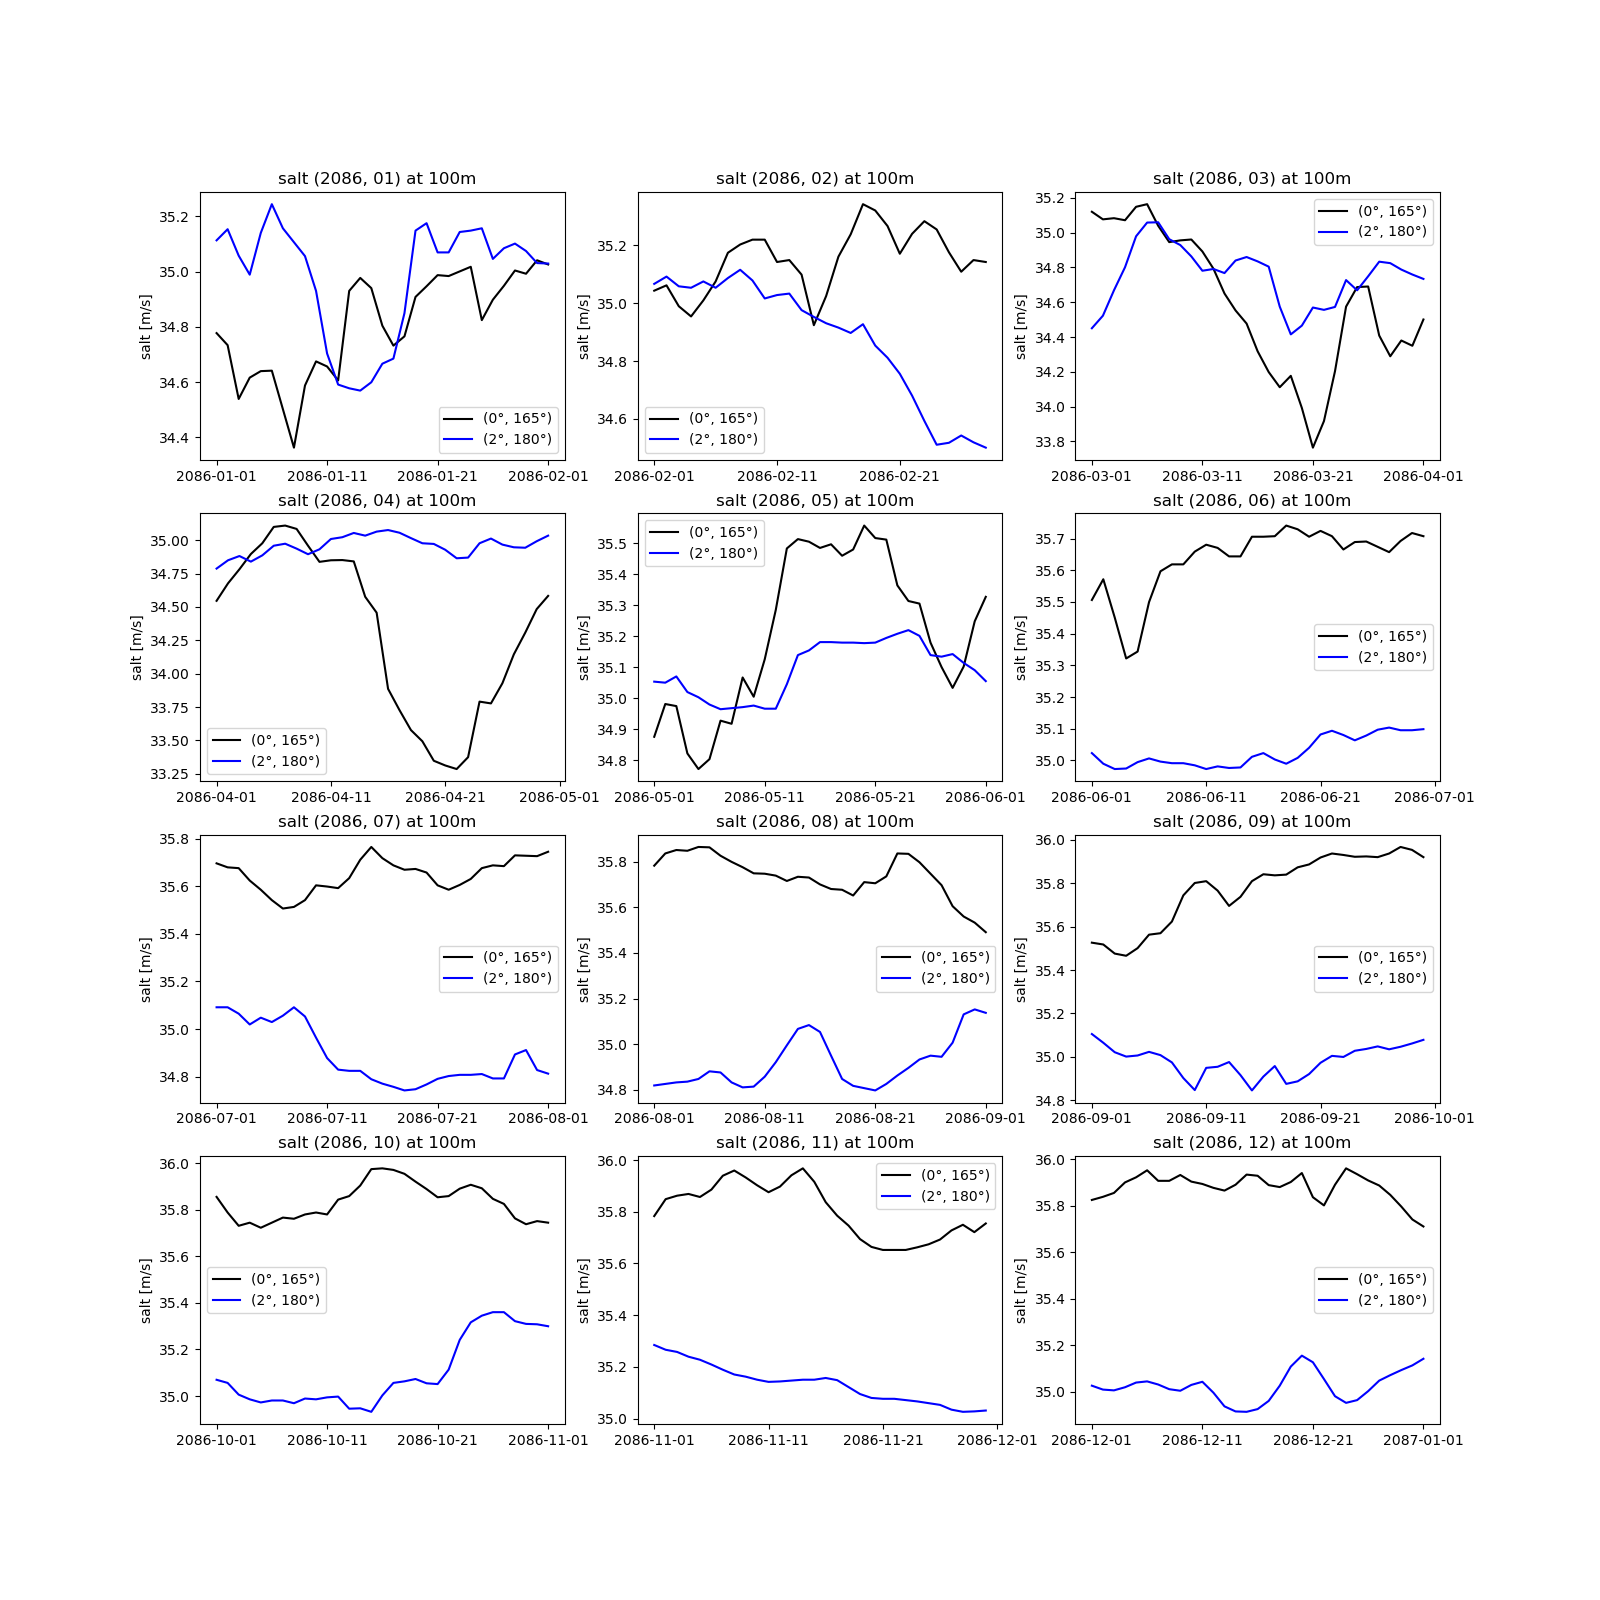 salt (2086, 01) at 100m
salt [m/s]
35.2
35.0
34.8
34.6
34.4
(0°, 165°)
(2°, 180°)
2086-01-01 2086-01-11 2086-01-21 2086-02-01
salt (2086, 02) at 100m
salt [m/s]
35.2
35.0
34.8
34.6
(0°, 165°)
(2°, 180°)
2086-02-01 2086-02-11 2086-02-21
salt (2086, 03) at 100m
salt [m/s]
35.2
35.0
34.8
34.6
34.4
34.2
34.0
33.8
(0°, 165°)
(2°, 180°)
2086-03-01 2086-03-11 2086-03-21 2086-04-01
salt (2086, 04) at 100m
salt [m/s]
35.00
34.75
34.50
34.25
34.00
33.75
33.50
33.25
(0°, 165°)
(2°, 180°)
2086-04-01 2086-04-11 2086-04-21 2086-05-01
salt (2086, 05) at 100m
salt [m/s]
35.5
35.4
35.3
35.2
35.1
35.0
34.9
34.8
(0°, 165°)
(2°, 180°)
2086-05-01 2086-05-11 2086-05-21 2086-06-01
salt (2086, 06) at 100m
salt [m/s]
35.7
35.6
35.5
35.4
35.3
35.2
35.1
35.0
(0°, 165°)
(2°, 180°)
2086-06-01 2086-06-11 2086-06-21 2086-07-01
salt (2086, 07) at 100m
salt [m/s]
35.8
35.6
35.4
35.2
35.0
34.8
(0°, 165°)
(2°, 180°)
2086-07-01 2086-07-11 2086-07-21 2086-08-01
salt (2086, 08) at 100m
salt [m/s]
35.8
35.6
35.4
35.2
35.0
34.8
(0°, 165°)
(2°, 180°)
2086-08-01 2086-08-11 2086-08-21 2086-09-01
salt (2086, 09) at 100m
salt [m/s]
36.0
35.8
35.6
35.4
35.2
35.0
34.8
(0°, 165°)
(2°, 180°)
2086-09-01 2086-09-11 2086-09-21 2086-10-01
salt (2086, 10) at 100m
salt [m/s]
36.0
35.8
35.6
35.4
35.2
35.0
(0°, 165°)
(2°, 180°)
2086-10-01 2086-10-11 2086-10-21 2086-11-01
salt (2086, 11) at 100m
salt [m/s]
36.0
35.8
35.6
35.4
35.2
35.0
(0°, 165°)
(2°, 180°)
2086-11-01 2086-11-11 2086-11-21 2086-12-01
salt (2086, 12) at 100m
salt [m/s]
36.0
35.8
35.6
35.4
35.2
35.0
(0°, 165°)
(2°, 180°)
2086-12-01 2086-12-11 2086-12-21 2087-01-01